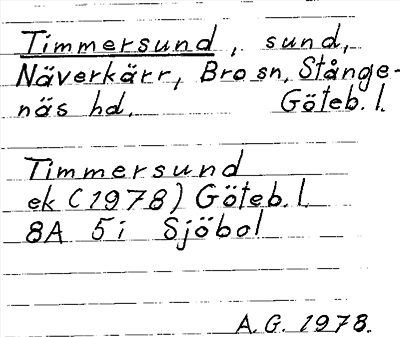 Timmersund, sund,
Näverkärr, Bro sn, Stånge-
näs hd. Göteb. l.
Timmersund
ek (1978) Göteb. l.
8A 5i Sjöbol
A. G. 1978.